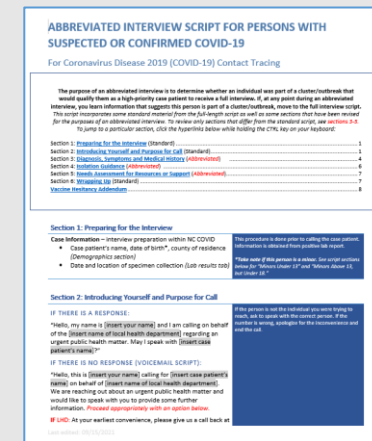 ABBREVIATED INTERVIEW SCRIPT FOR PERSONS WITH
SUSPECTED OR CONFIRMED COVID-19
For Coronavirus Disease 2019 (COVID-19) Contact Tracing
The purpose of an abbreviated interview is to determine whether an individual was part of a cluster/outbreak that
would qualify them as a high-priority case patient to receive a full interview. If, at any point during an abbreviated
interview, you learn information that suggests this person is part of a cluster/outbreak, move to the full interview script.
This script incorporates some standard material from the full-length script as well as some sections that have been revised
for the purposes of an abbreviated interview. To review only sections that differ from the standard script, see sections 3-5.
To jump to a particular section, click the hyperlinks below while holding the CTRL key on your keyboard:
Section 1: Preparing for the Interview (Standard) 1
Section 2: Introducing Yourself and Purpose for Call (Standard) 1
Section 3: Diagnosis, Symptoms and Medical History (Abbreviated) 4
Section 4: Isolation Guidance (Abbreviated) 6
Section 5: Needs Assessment for Resources or Support (Abbreviated) 7
Section 6: Wrapping Up (Standard) 7
Vaccine Hesitancy Addendum 8
Section 1: Preparing for the Interview
Case Information – interview preparation within NC COVID
• Case patient's name, date of birth*, county of residence
(Demographics section)
• Date and location of specimen collection (Lab results tab)
This procedure is done prior to calling the case patient.
Information is obtained from positive lab report.
*Take note if this person is a minor: See script sections
below for "Minors Under 13" and "Minors Above 13,
but Under 18."
Section 2: Introducing Yourself and Purpose for Call
IF THERE IS A RESPONSE:
"Hello, my name is [insert your name] and I am calling on behalf
of the [insert name of local health department] regarding an
urgent public health matter. May I speak with [insert case
patient's name]?"
IF THERE IS NO RESPONSE (VOICEMAIL SCRIPT):
"Hello, this is [insert your name] calling for [insert case patient's
name] on behalf of [insert name of local health department].
We are reaching out about an urgent public health matter and
would like to speak with you to provide some further
information. Proceed appropriately with an option below.
IF LHD: At your earliest convenience, please give us a call back at
If the person is not the individual you were trying to
reach, ask to speak with the correct person. If the
number is wrong, apologize for the inconvenience and
end the call.